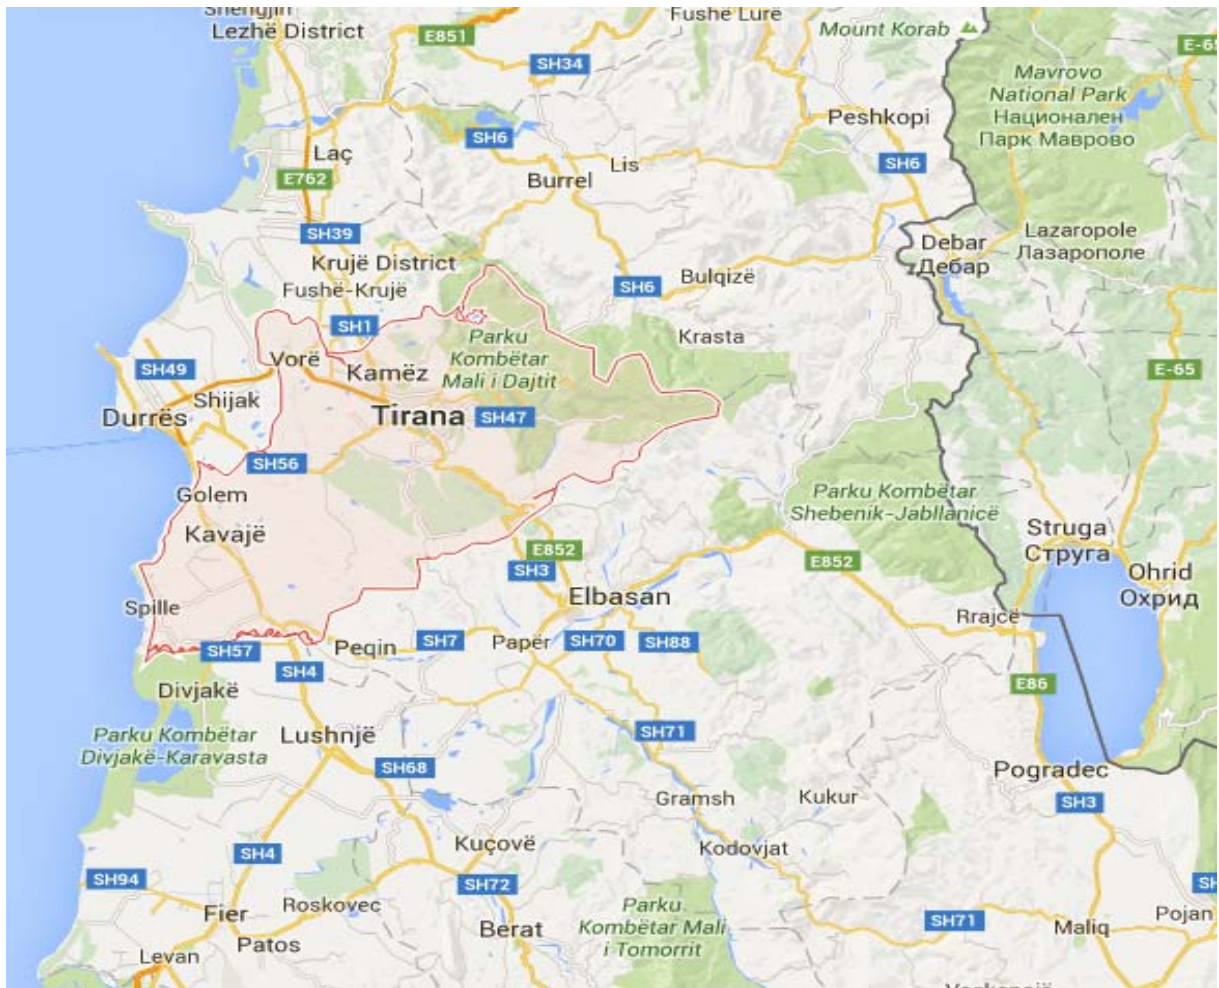 Shëngjin
Lezhë District
E851
Fushë Lurë
Mount Korab
E-65
SH34
Mavrovo
National Park
Национален
Парк Маврово
Peshkopi
SH6
Laç
Lis
SH6
E762
Burrel
SH39
Debar
Дебар
Lazaropole
Лазарополе
Krujë District
Bulqizë
Fushë-Krujë
SH6
SH1
Parku
Kombëtar
Mali i Dajtit
Krasta
Vorë
Kamëz
SH49
E-65
Shijak
Durrës
Tirana
SH47
SH56
Golem
Parku Kombëtar
Shebenik-Jabllanicë
Kavajë
Struga
Струга
E852
SH3
E852
Ohrid
Охрид
Elbasan
Spille
Rrajcë
Peqin
SH7
Papër
SH70
SH88
SH57
SH4
E86
Divjakë
Parku Kombëtar
Divjakë-Karavasta
Lushnjë
SH71
SH68
Pogradec
Gramsh
Kukur
SH3
Kuçovë
Kodovjat
SH4
SH94
SH72
SH
Fier
Roskovec
Parku
Kombëtar Mali
i Tomorrit
SH71
Maliq
Pojan
Patos
Berat
Levan